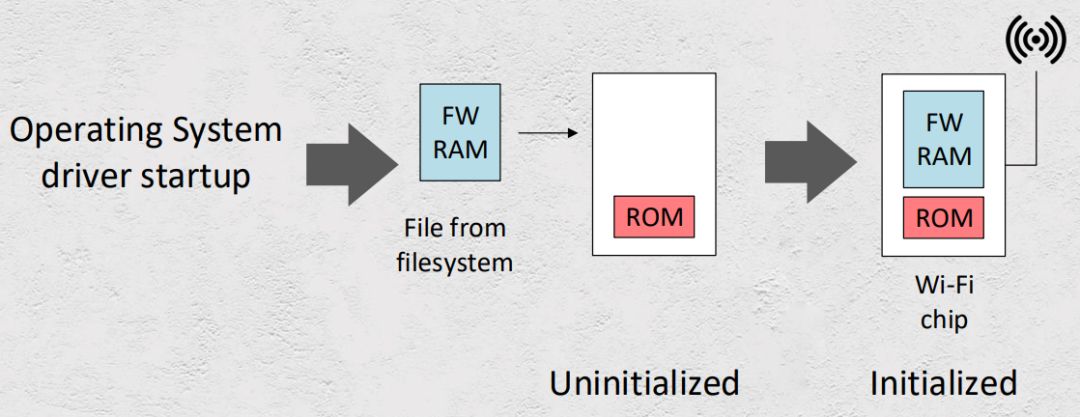 Operating System
driver startup
FW
RAM
File from
filesystem
ROM
FW
RAM
ROM
Wi-Fi
chip
Uninitialized
Initialized